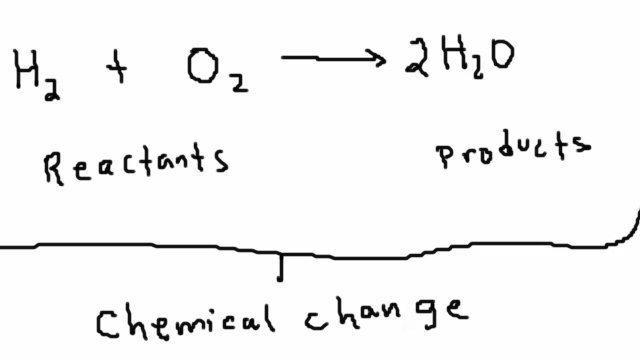 H₂ + O₂ → 2H₂O
Reactants Products
Chemical change